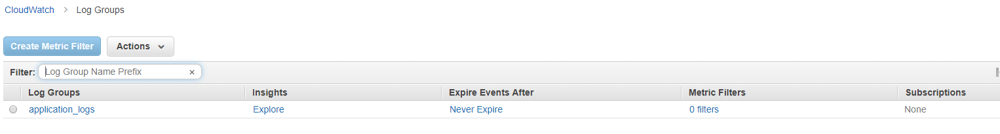 CloudWatch > Log Groups
Create Metric Filter Actions
Filter: Log Group Name Prefix ×
Log Groups Insights Expire Events After Metric Filters Subscriptions
application_logs Explore Never Expire 0 filters None